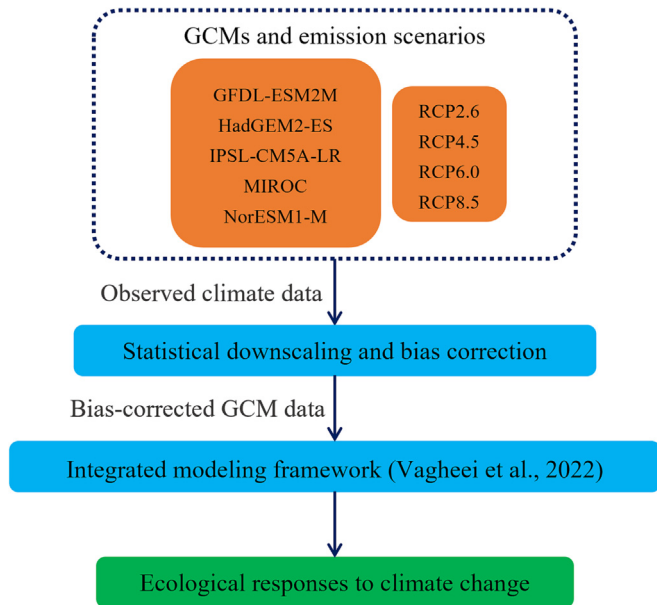 GCMs and emission scenarios
GFDL-ESM2M
HadGEM2-ES
IPSL-CM5A-LR
MIROC
NorESM1-M
RCP2.6
RCP4.5
RCP6.0
RCP8.5
Observed climate data
Statistical downscaling and bias correction
Bias-corrected GCM data
Integrated modeling framework (Vagheei et al., 2022)
Ecological responses to climate change